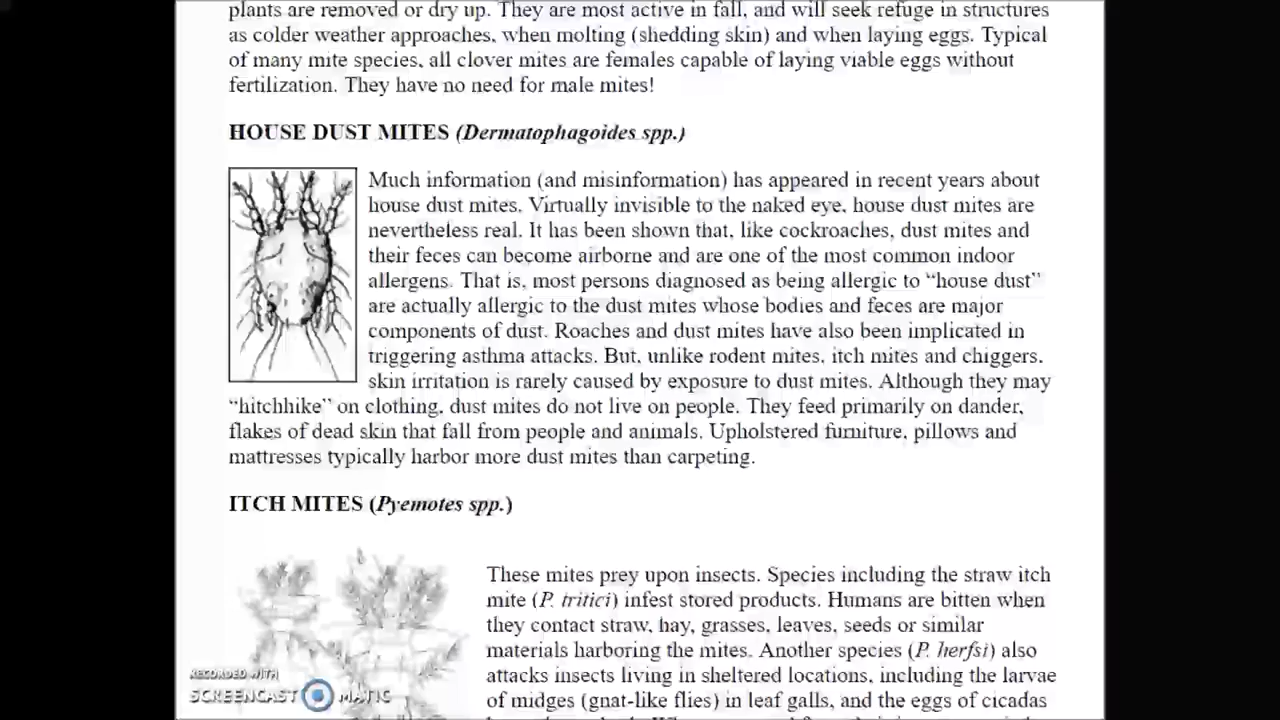 plants are removed or dry up. They are most active in fall, and will seek refuge in structures
as colder weather approaches, when molting (shedding skin) and when laying eggs. Typical
of many mite species, all clover mites are females capable of laying viable eggs without
fertilization. They have no need for male mites!
HOUSE DUST MITES (Dermatophagoides spp.)
Much information (and misinformation) has appeared in recent years about
house dust mites. Virtually invisible to the naked eye, house dust mites are
nevertheless real. It has been shown that, like cockroaches, dust mites and
their feces can become airborne and are one of the most common indoor
allergens. That is, most persons diagnosed as being allergic to “house dust”
are actually allergic to the dust mites whose bodies and feces are major
components of dust. Roaches and dust mites have also been implicated in
triggering asthma attacks. But, unlike rodent mites, itch mites and chiggers,
skin irritation is rarely caused by exposure to dust mites. Although they may
“hitchhike” on clothing, dust mites do not live on people. They feed primarily on dander,
flakes of dead skin that fall from people and animals. Upholstered furniture, pillows and
mattresses typically harbor more dust mites than carpeting.
ITCH MITES (Pyemotes spp.)
These mites prey upon insects. Species including the straw itch
mite (P. tritici) infest stored products. Humans are bitten when
they contact straw, hay, grasses, leaves, seeds or similar
materials harboring the mites. Another species (P. herfsi) also
attacks insects living in sheltered locations, including the larvae
of midges (gnat-like flies) in leaf galls, and the eggs of cicadas
RECORDED WITH
SCREENCAST MATIC